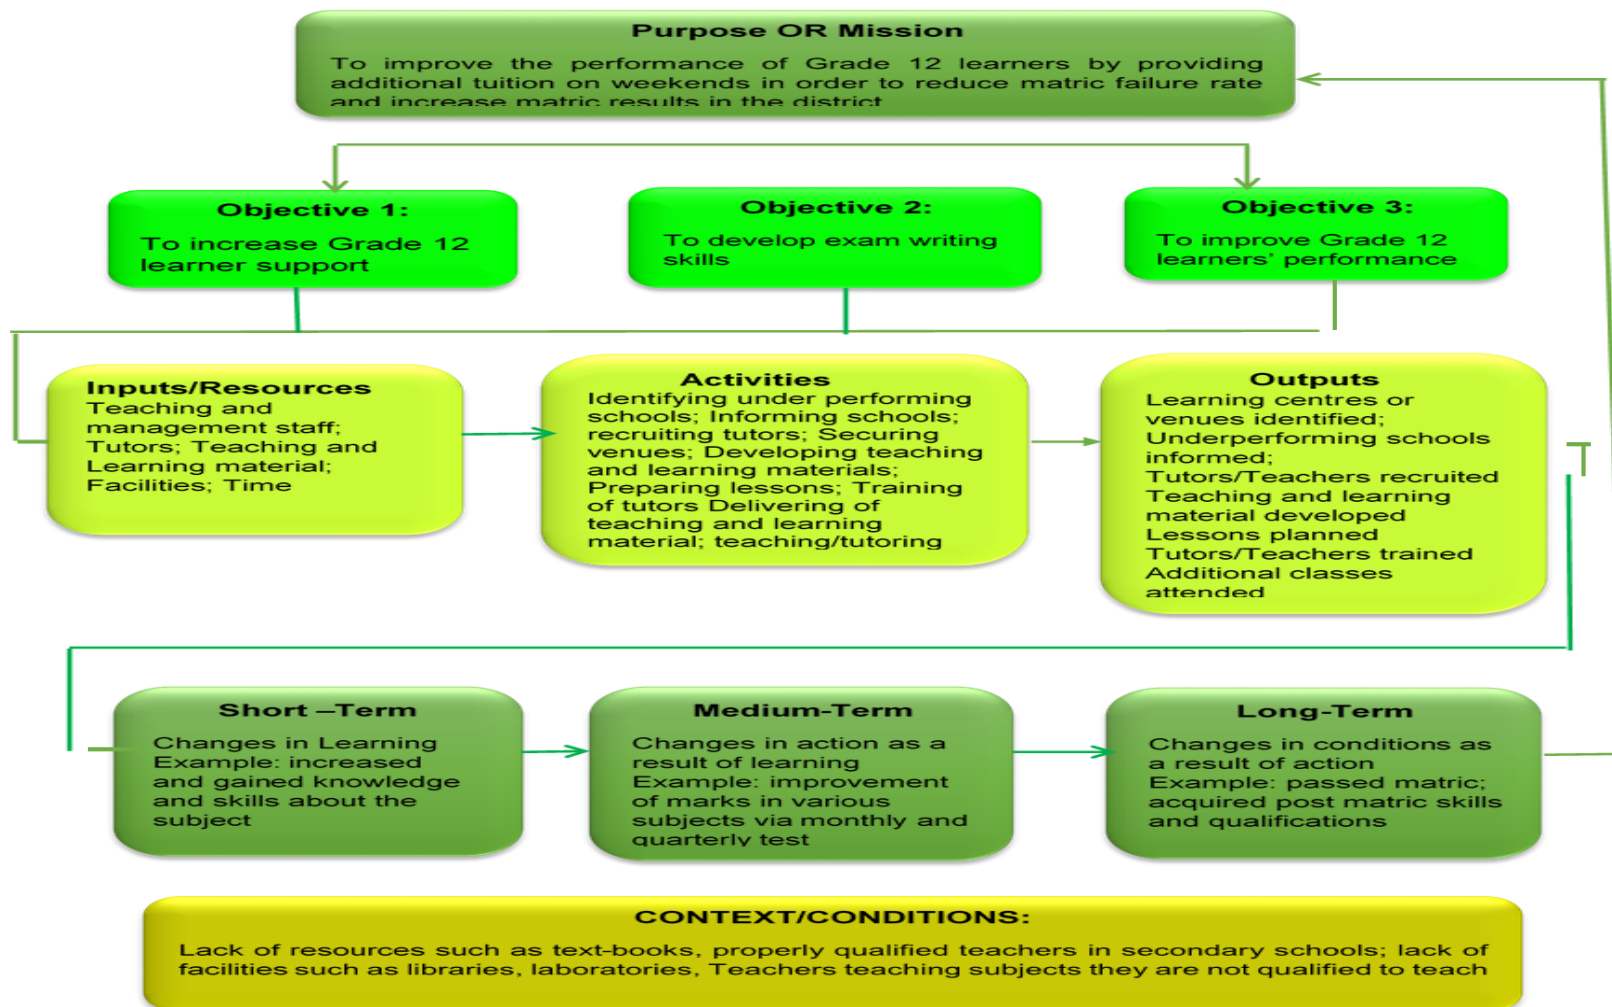 Purpose OR Mission
To improve the performance of Grade 12 learners by providing
additional tuition on weekends in order to reduce matric failure rate
and increase matric results in the district
Objective 1:
To increase Grade 12
learner support
Objective 2:
To develop exam writing
skills
Objective 3:
To improve Grade 12
learners’ performance
Inputs/Resources
Teaching and
management staff;
Tutors; Teaching and
Learning material;
Facilities; Time
Activities
Identifying under performing
schools; Informing schools;
recruiting tutors; Securing
venues; Developing teaching
and learning materials;
Preparing lessons; Training
of tutors Delivering of
teaching and learning
material; teaching/tutoring
Outputs
Learning centres or
venues identified;
Underperforming schools
informed;
Tutors/Teachers recruited
Teaching and learning
material developed
Lessons planned
Tutors/Teachers trained
Additional classes
attended
Short –Term
Changes in Learning
Example: increased
and gained knowledge
and skills about the
subject
Medium-Term
Changes in action as a
result of learning
Example: improvement
of marks in various
subjects via monthly and
quarterly test
Long-Term
Changes in conditions as
a result of action
Example: passed matric;
acquired post matric skills
and qualifications
CONTEXT/CONDITIONS:
Lack of resources such as text-books, properly qualified teachers in secondary schools; lack of
facilities such as libraries, laboratories, Teachers teaching subjects they are not qualified to teach